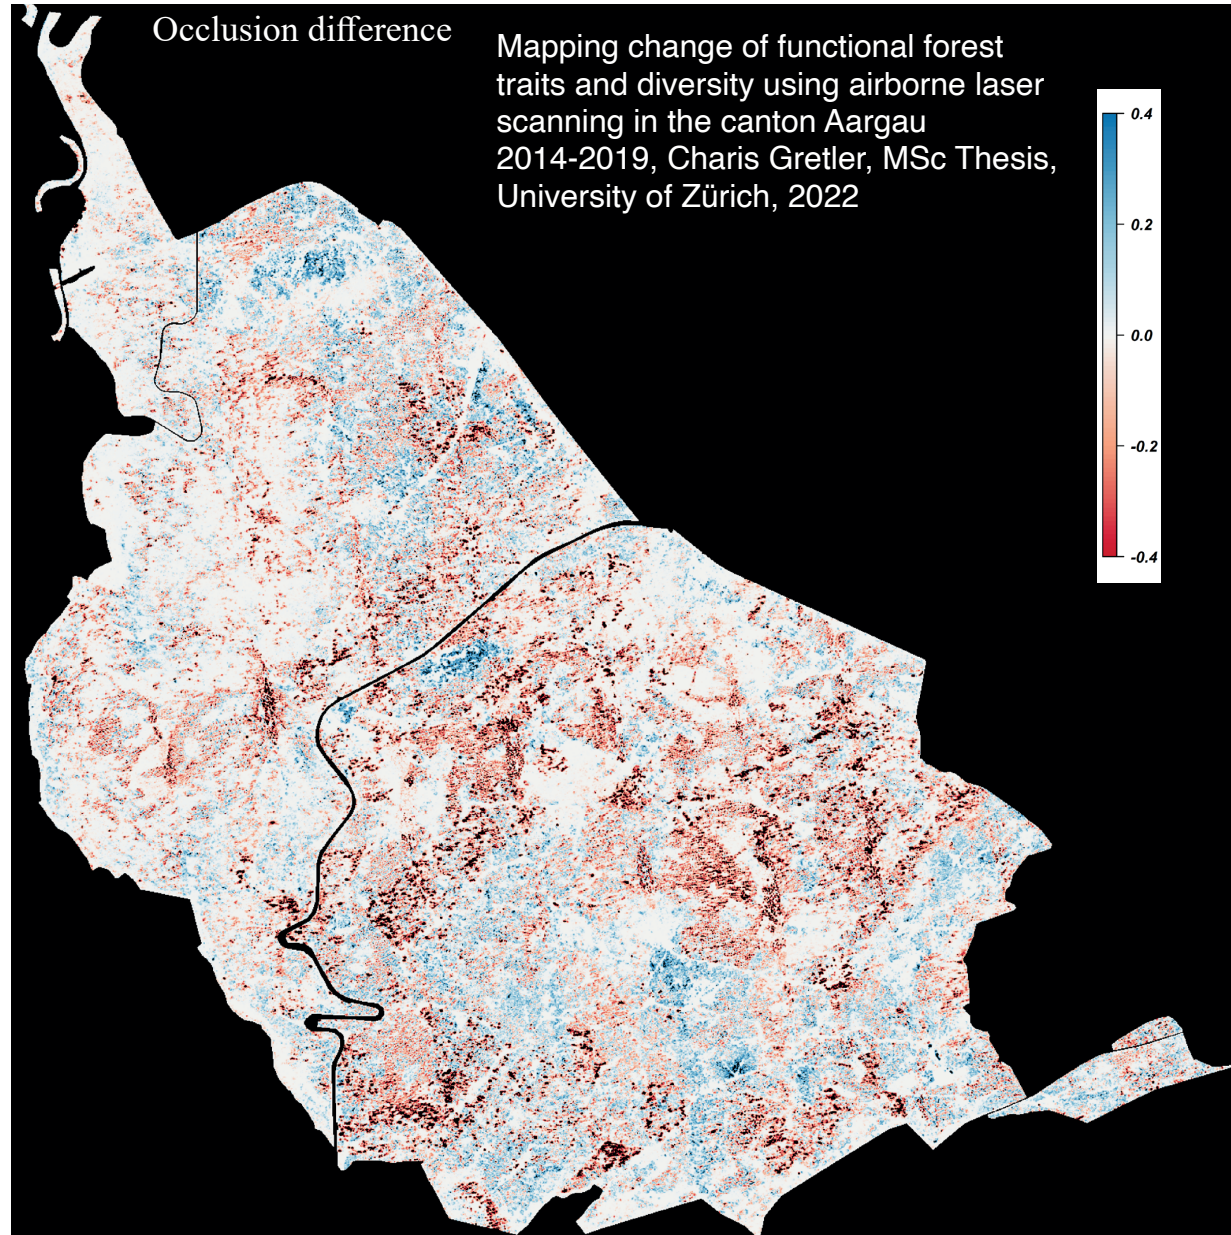 Occlusion difference
Mapping change of functional forest
traits and diversity using airborne laser
scanning in the canton Aargau
2014-2019, Charis Gretler, MSc Thesis,
University of Zürich, 2022
0.4
0.2
0.0
-0.2
-0.4